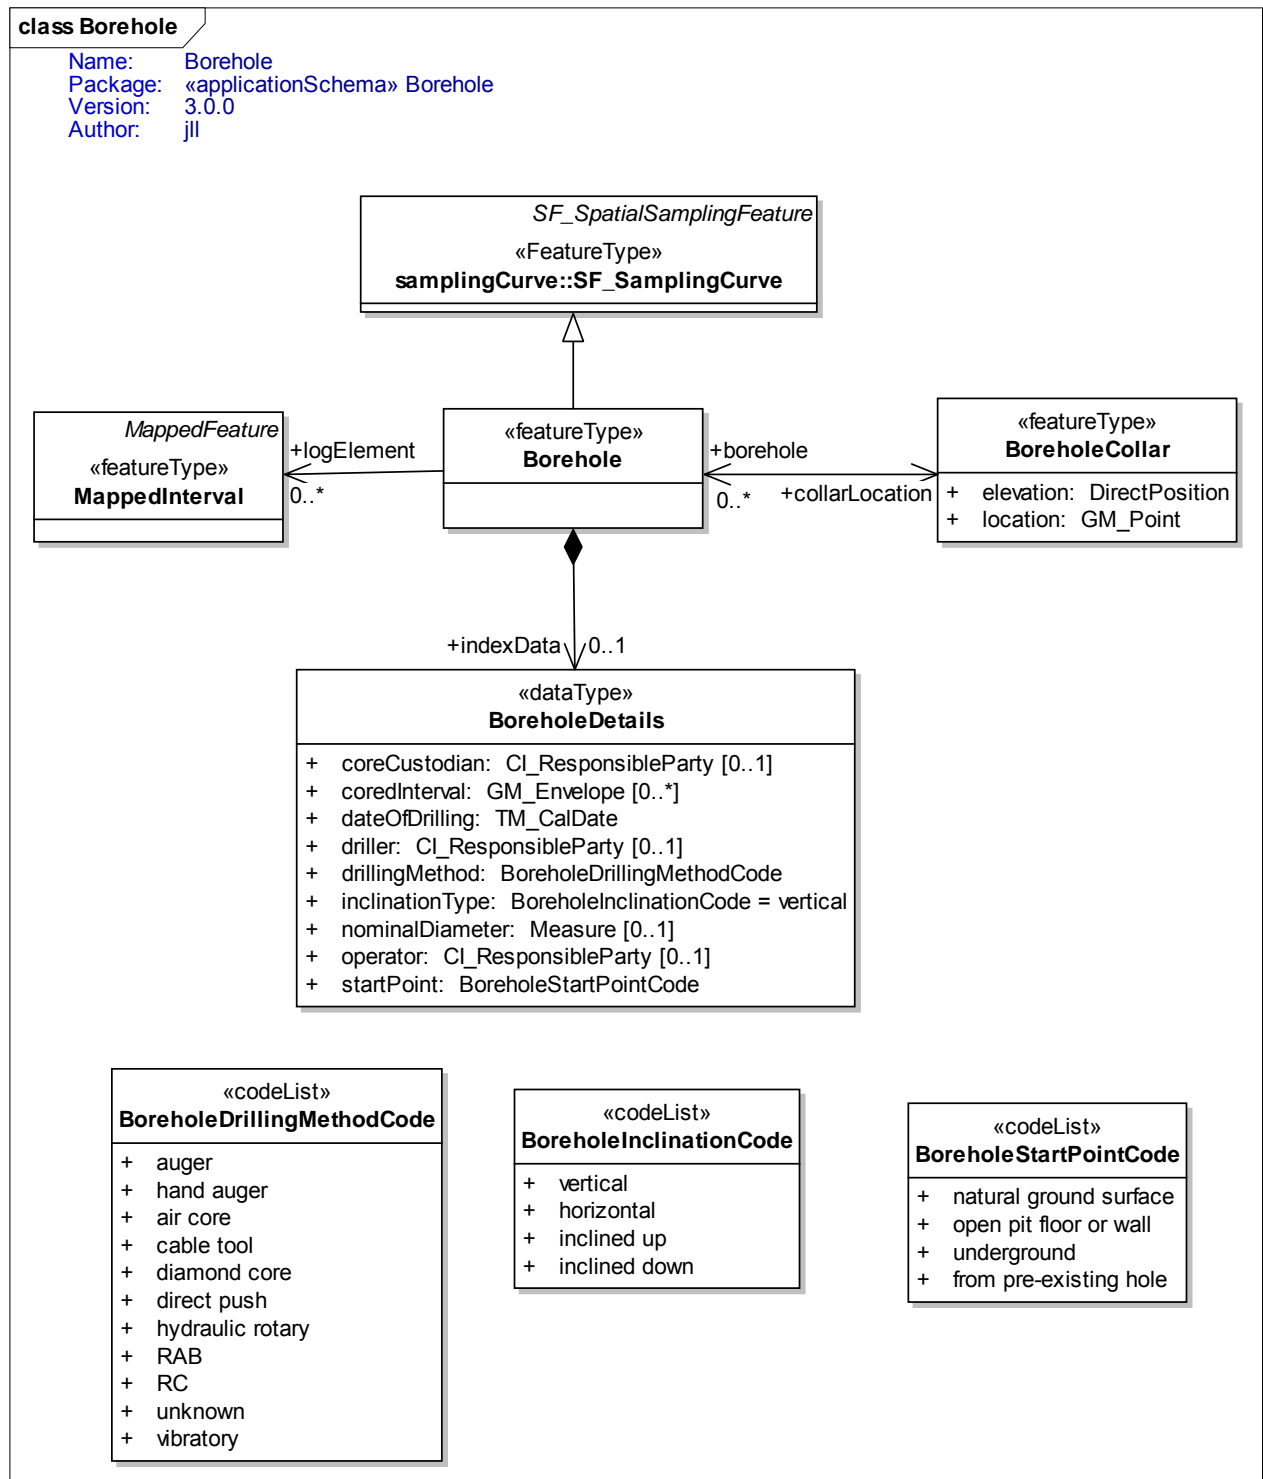 class Borehole
Name: Borehole
Package: «applicationSchema» Borehole
Version: 3.0.0
Author: jll
SF_SpatialSamplingFeature
«FeatureType»
samplingCurve::SF_SamplingCurve
MappedFeature
«featureType»
MappedInterval
+logElement
0..*
«featureType»
Borehole
+borehole
0..*
+collarLocation
«featureType»
BoreholeCollar
+ elevation: DirectPosition
+ location: GM_Point
+indexData
0..1
«dataType»
BoreholeDetails
+ coreCustodian: CI_ResponsibleParty [0..1]
+ coredInterval: GM_Envelope [0..*]
+ dateOfDrilling: TM_CalDate
+ driller: CI_ResponsibleParty [0..1]
+ drillingMethod: BoreholeDrillingMethodCode
+ inclinationType: BoreholeInclinationCode = vertical
+ nominalDiameter: Measure [0..1]
+ operator: CI_ResponsibleParty [0..1]
+ startPoint: BoreholeStartPointCode
«codeList»
BoreholeDrillingMethodCode
+ auger
+ hand auger
+ air core
+ cable tool
+ diamond core
+ direct push
+ hydraulic rotary
+ RAB
+ RC
+ unknown
+ vibratory
«codeList»
BoreholeInclinationCode
+ vertical
+ horizontal
+ inclined up
+ inclined down
«codeList»
BoreholeStartPointCode
+ natural ground surface
+ open pit floor or wall
+ underground
+ from pre-existing hole